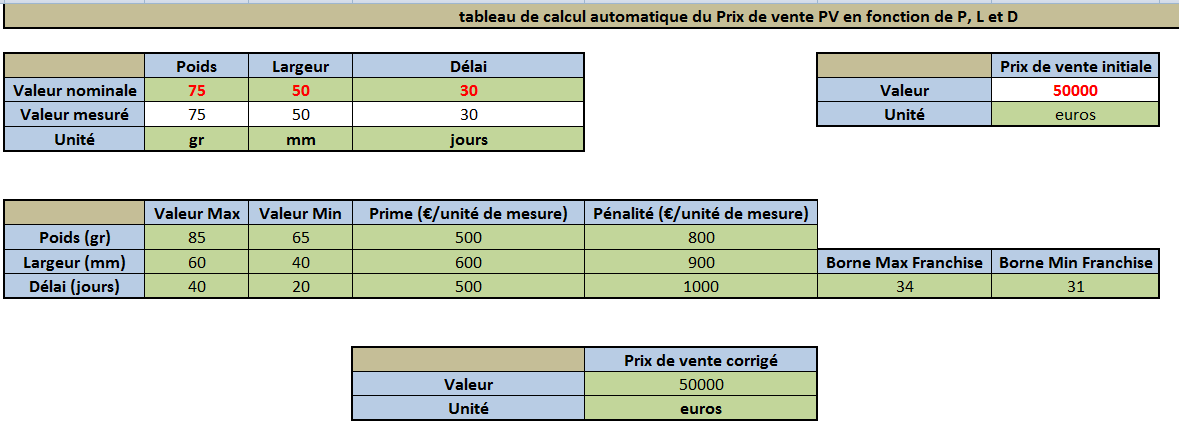 tableau de calcul automatique du Prix de vente PV en fonction de P, L et D
Poids Largeur Délai
Valeur nominale 75 50 30
Valeur mesuré 75 50 30
Unité gr mm jours
Prix de vente initiale
Valeur 50000
Unité euros
Valeur Max Valeur Min Prime (€/unité de mesure) Pénalité (€/unité de mesure)
Poids (gr) 85 65 500 800
Largeur (mm) 60 40 600 900 Borne Max Franchise Borne Min Franchise
Délai (jours) 40 20 500 1000 34 31
Prix de vente corrigé
Valeur 50000
Unité euros